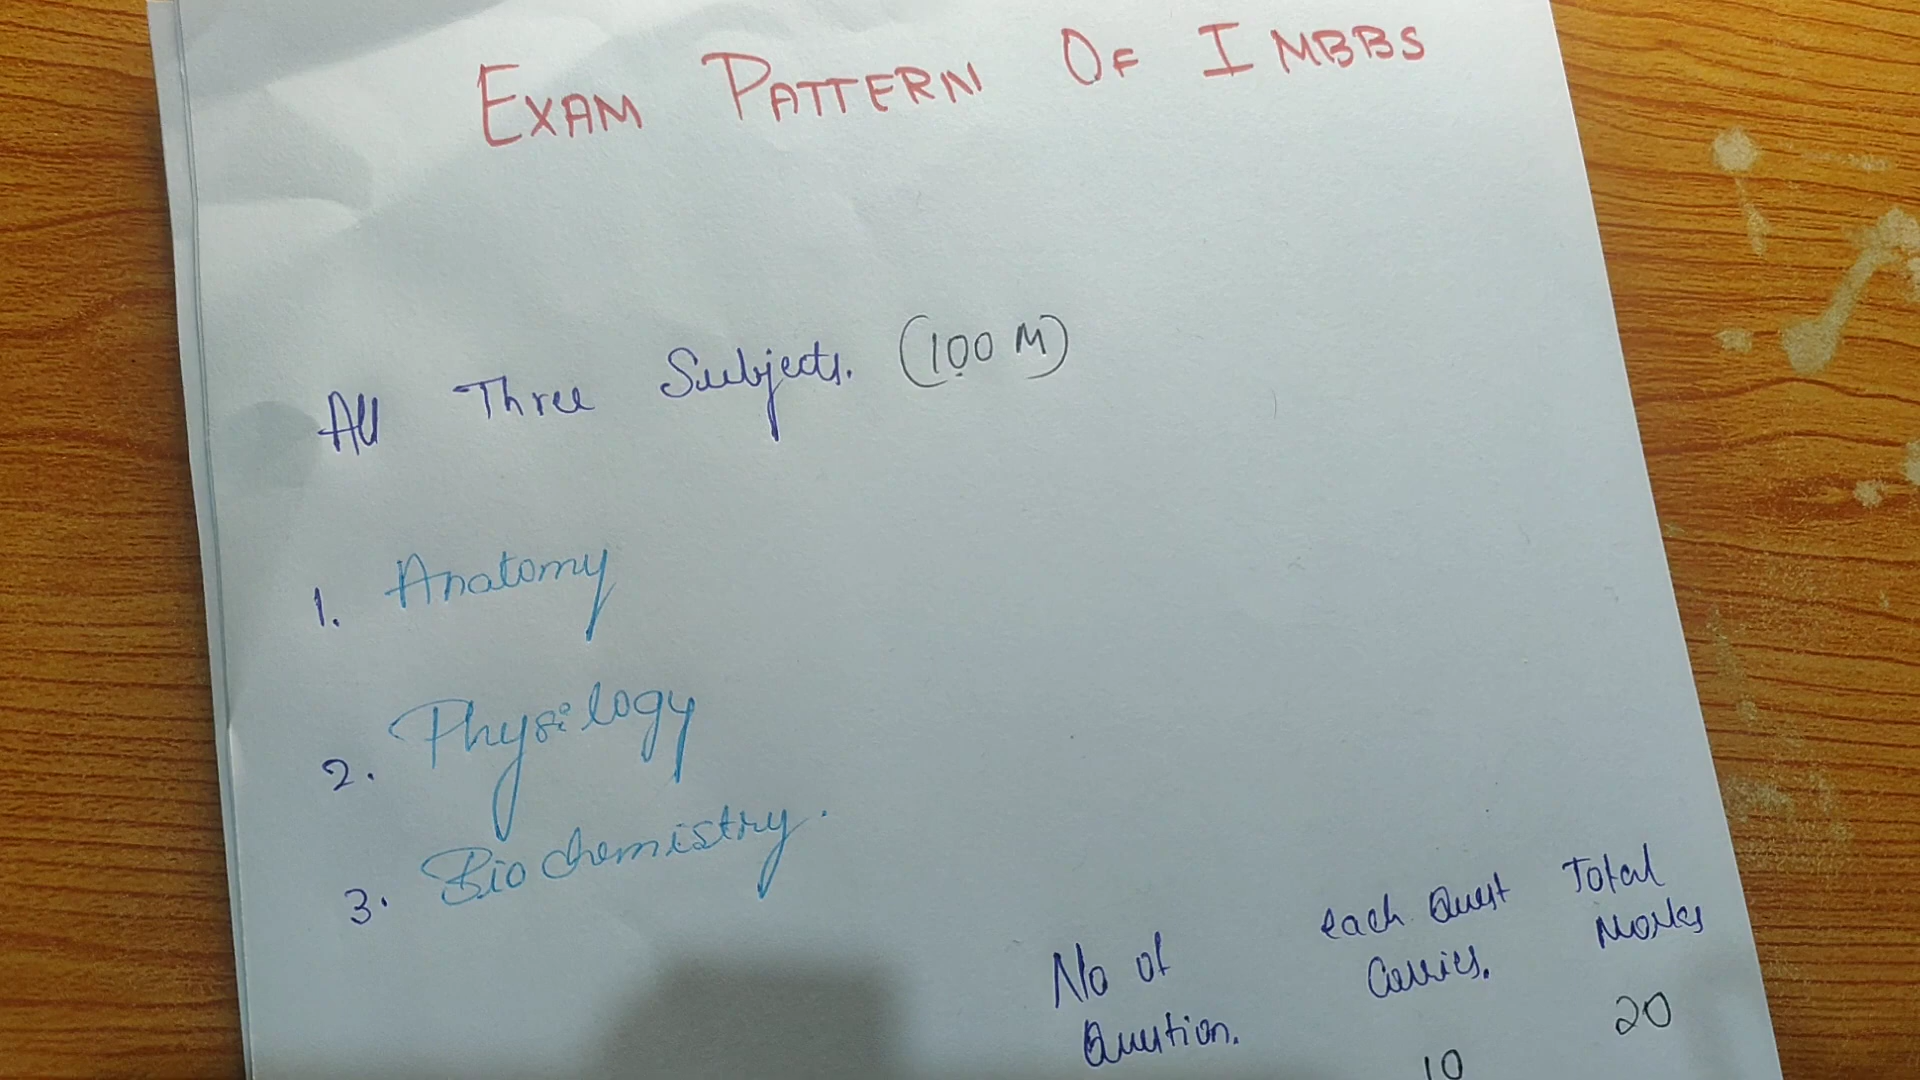 EXAM PATTERN OF I MBBS
All Three Subjects. (100 M)
1. Anatomy
2. Physilogy
3. Biochemistry.
No of Question.
each Quest Carries.
Total Marks
10
20